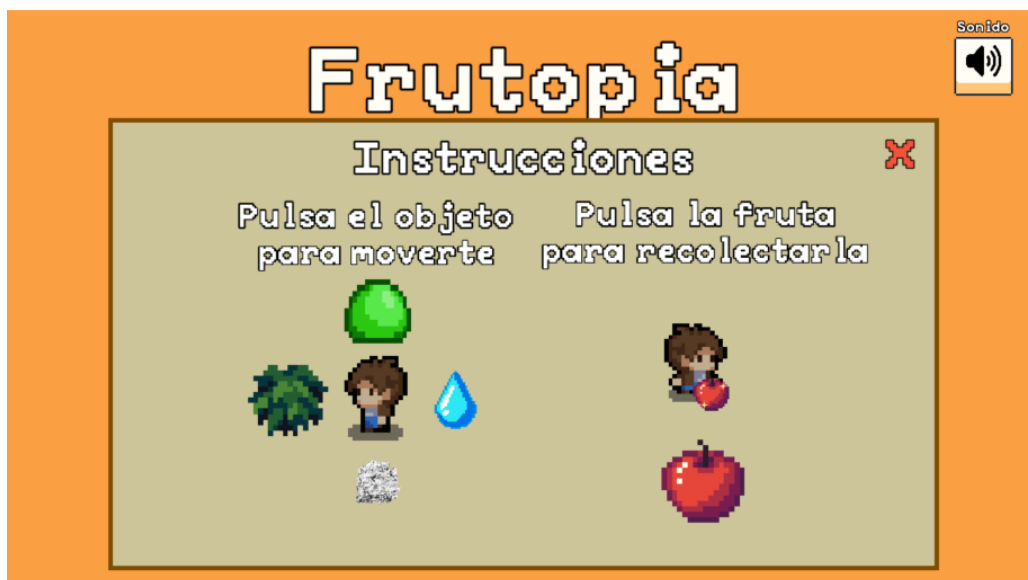 Sonido
Frutopia
Instrucciones
Pulsa el objeto
para moverte
Pulsa la fruta
para recolectarla